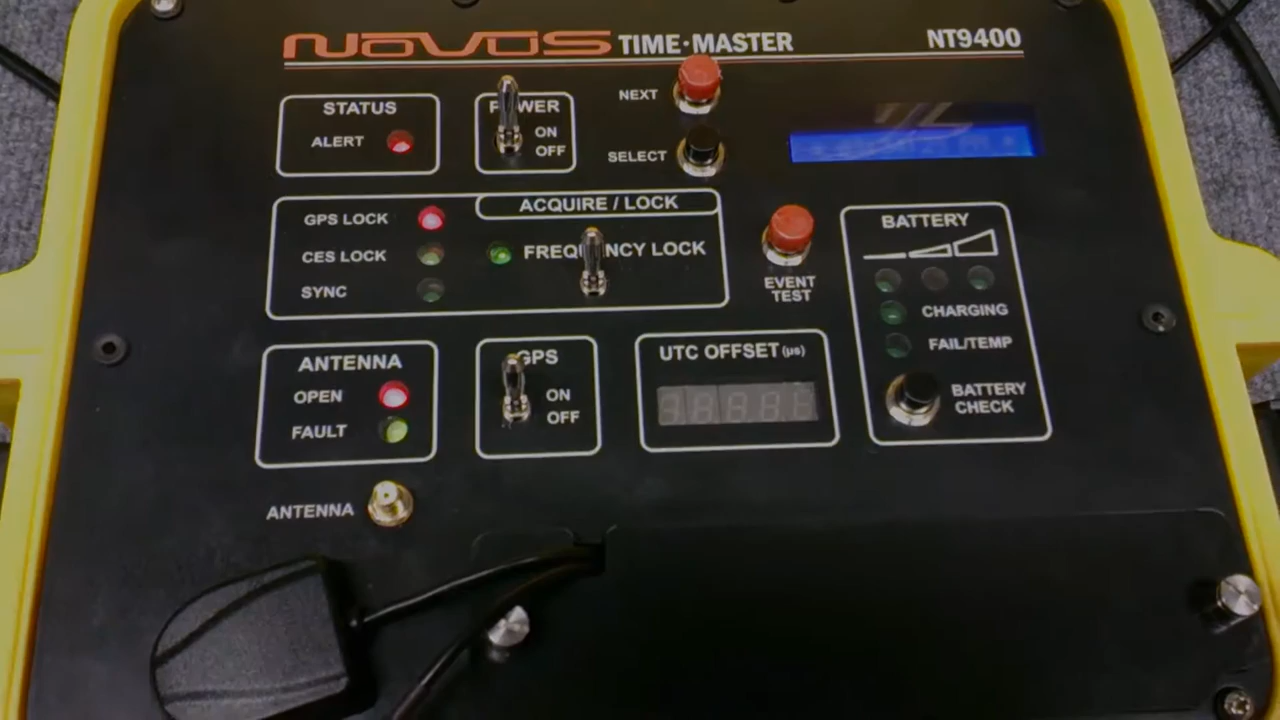 NOVUS TIME·MASTER NT9400
STATUS
ALERT
POWER
ON
OFF
NEXT
SELECT
ACQUIRE / LOCK
GPS LOCK
CES LOCK
SYNC
FREQUENCY LOCK
EVENT
TEST
BATTERY
CHARGING
FAIL/TEMP
BATTERY
CHECK
ANTENNA
OPEN
FAULT
GPS
ON
OFF
UTC OFFSET (µs)
ANTENNA